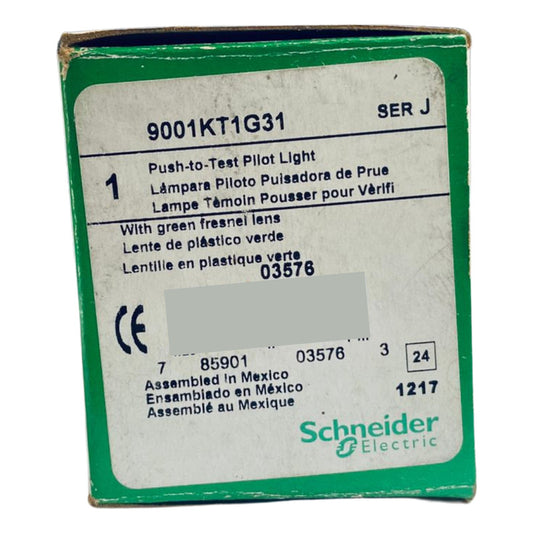 9001KT1G31 SER J
1 Push-to-Test Pilot Light
Lámpara Piloto Puisadora de Prue
Lampe Témoin Pousser pour Vèrifi
With green fresnel lens
Lente de plástico verde
Lentille en plastique verte
03576
CE
7 85901 03576 3 24
Assembled in Mexico
Ensamblado en México
Assemblé au Mexique
1217
Schneider
Electric